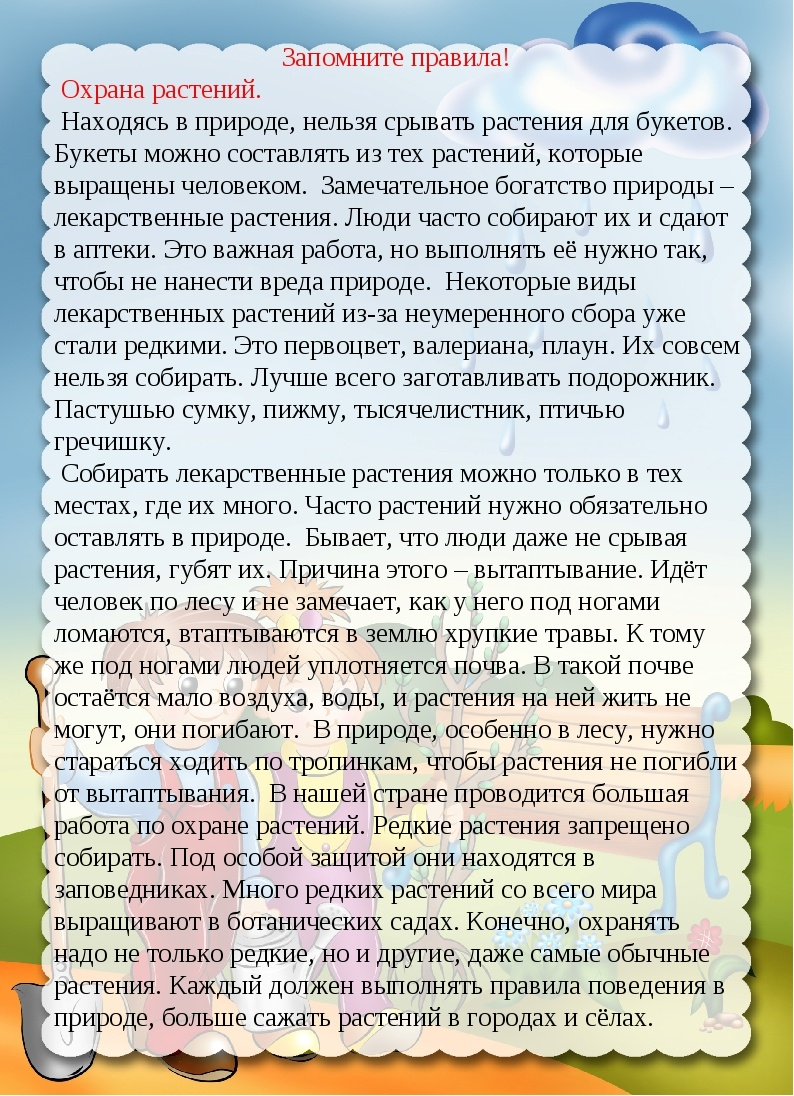 Запомните правила!
Охрана растений.
Находясь в природе, нельзя срывать растения для букетов.
Букеты можно составлять из тех растений, которые
выращены человеком.  Замечательное богатство природы –
лекарственные растения. Люди часто собирают их и сдают
в аптеки. Это важная работа, но выполнять её нужно так,
чтобы не нанести вреда природе.  Некоторые виды
лекарственных растений из-за неумеренного сбора уже
стали редкими. Это первоцвет, валериана, плаун. Их совсем
нельзя собирать. Лучше всего заготавливать подорожник.
Пастушью сумку, пижму, тысячелистник, птичью
гречишку.
Собирать лекарственные растения можно только в тех
местах, где их много. Часто растений нужно обязательно
оставлять в природе.  Бывает, что люди даже не срывая
растения, губят их. Причина этого – вытаптывание. Идёт
человек по лесу и не замечает, как у него под ногами
ломаются, втаптываются в землю хрупкие травы. К тому
же под ногами людей уплотняется почва. В такой почве
остаётся мало воздуха, воды, и растения на ней жить не
могут, они погибают.  В природе, особенно в лесу, нужно
стараться ходить по тропинкам, чтобы растения не погибли
от вытаптывания.  В нашей стране проводится большая
работа по охране растений. Редкие растения запрещено
собирать. Под особой защитой они находятся в
заповедниках. Много редких растений со всего мира
выращивают в ботанических садах. Конечно, охранять
надо не только редкие, но и другие, даже самые обычные
растения. Каждый должен выполнять правила поведения в
природе, больше сажать растений в городах и сёлах.